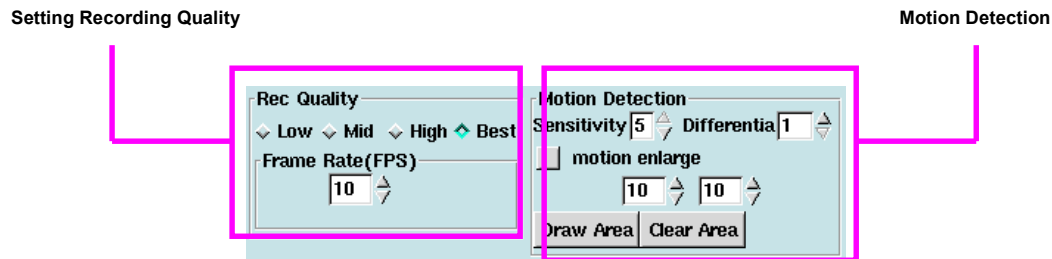 Setting Recording Quality
Motion Detection
Rec Quality
Low Mid High Best
Frame Rate(FPS)
10
Motion Detection
Sensitivity 5 Differentia 1
motion enlarge
10 10
Draw Area Clear Area